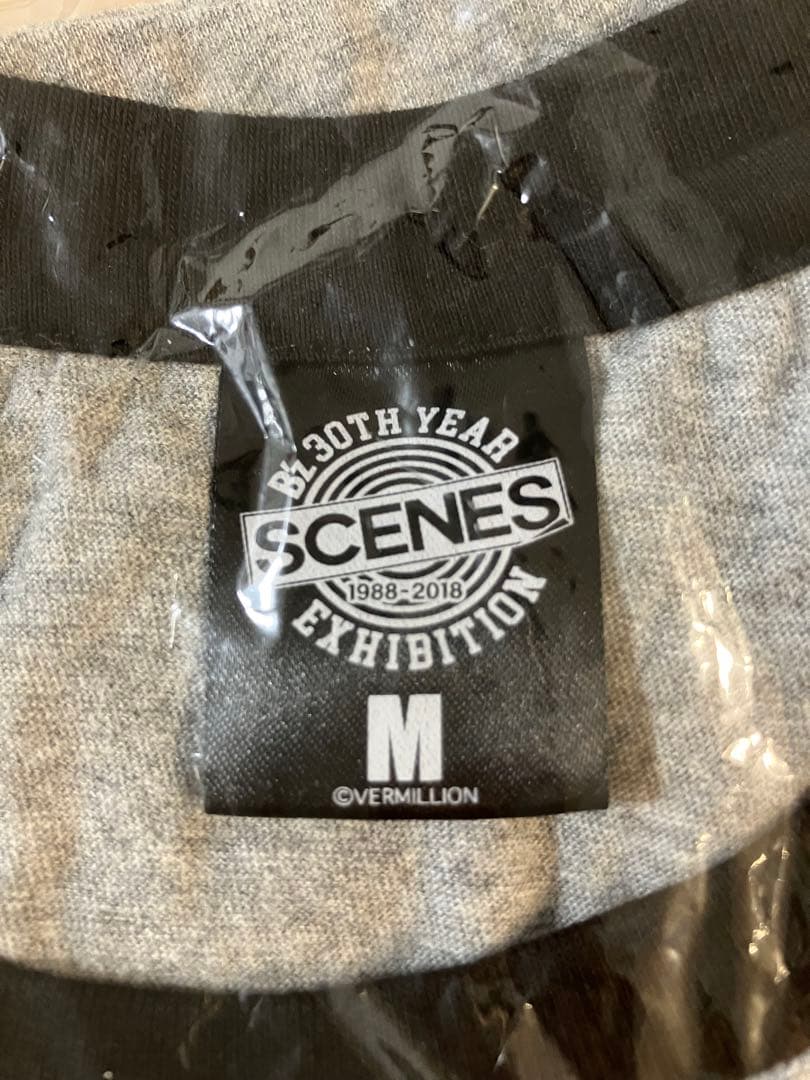 B'z 30TH YEAR
SCENES
1988-2018
EXHIBITION
M
©VERMILLION